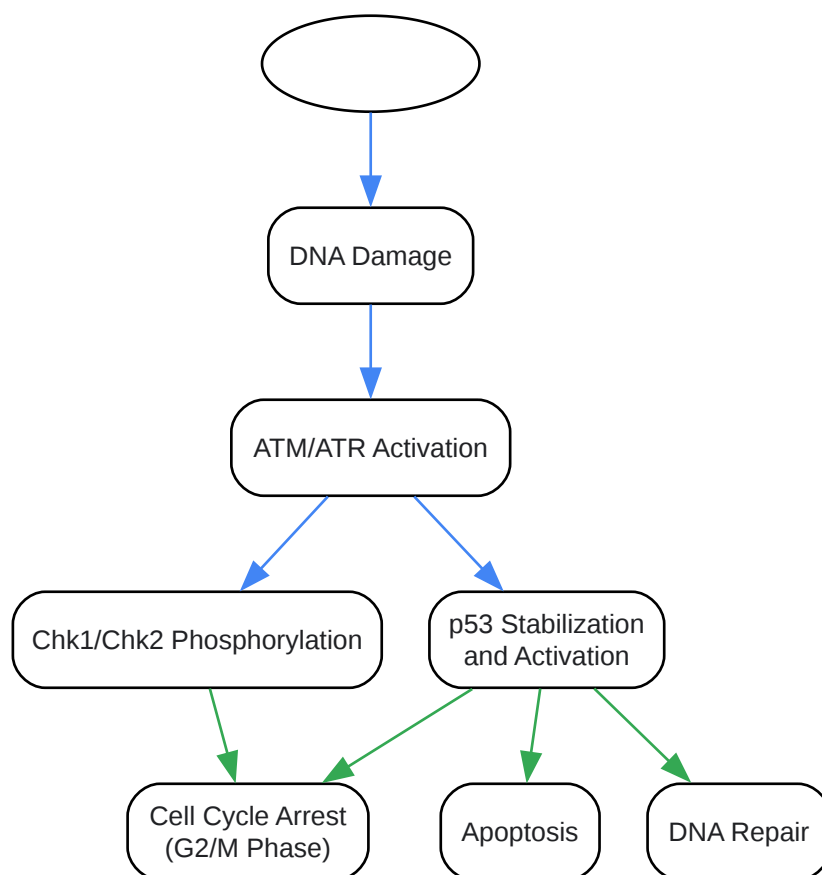 DNA Damage
ATM/ATR Activation
Chk1/Chk2 Phosphorylation
p53 Stabilization
and Activation
Cell Cycle Arrest
(G2/M Phase)
Apoptosis
DNA Repair